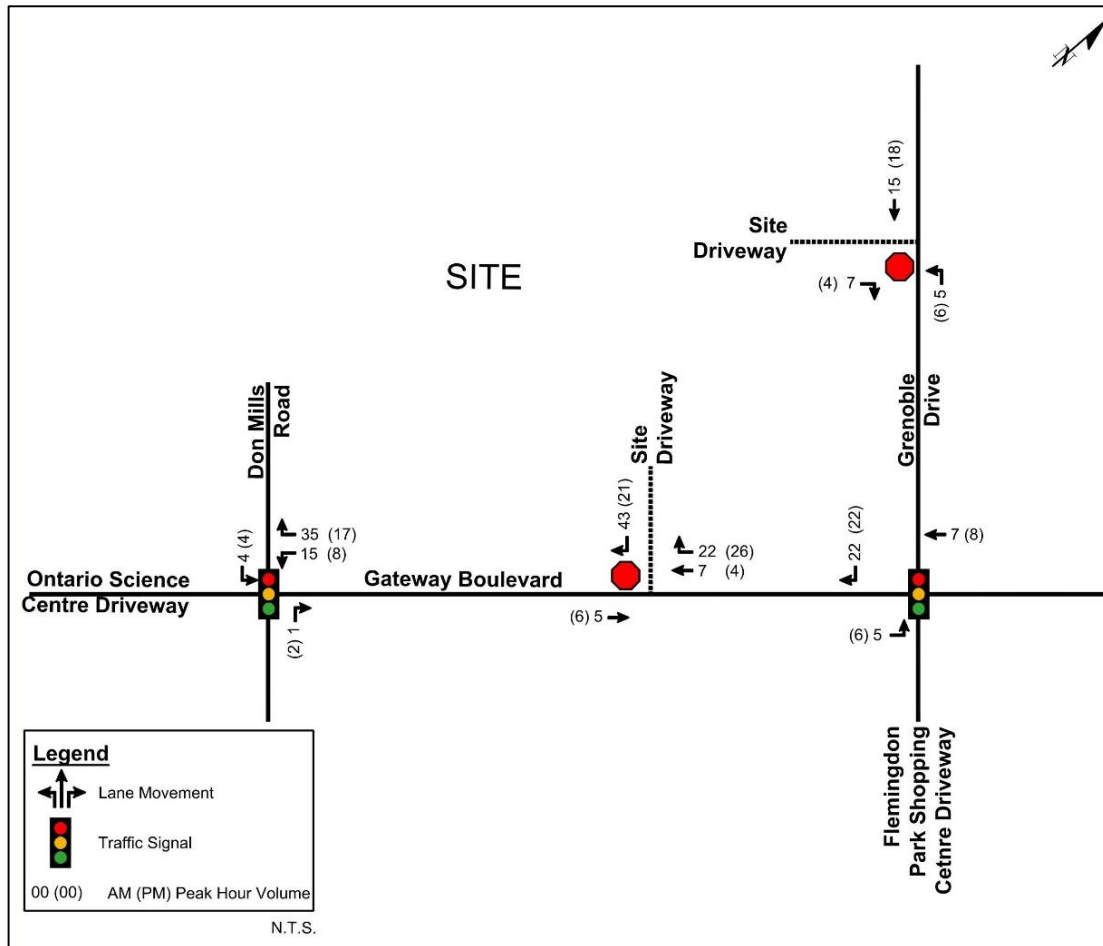 N
15 (18)
Site
Driveway
SITE
(4) 7
(6) 5
Don Mills
Road
Site
Driveway
Grenoble
Drive
43 (21)
4 (4)
35 (17)
15 (8)
22 (26)
7 (4)
22 (22)
7 (8)
Ontario Science
Centre Driveway
Gateway Boulevard
(2) 1
(6) 5
(6) 5
Flemingdon
Park Shopping
Cetnre Driveway
Legend
Lane Movement
Traffic Signal
00 (00) AM (PM) Peak Hour Volume
N.T.S.